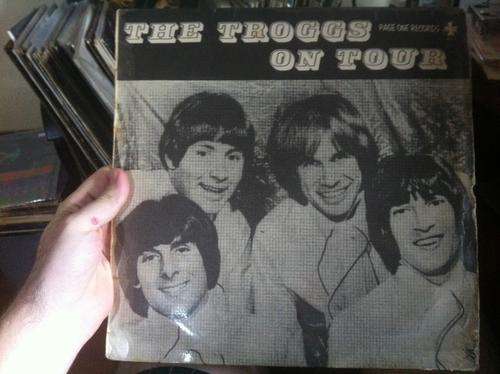 THE TROGGS PAGE ONE RECORDS
ON TOUR